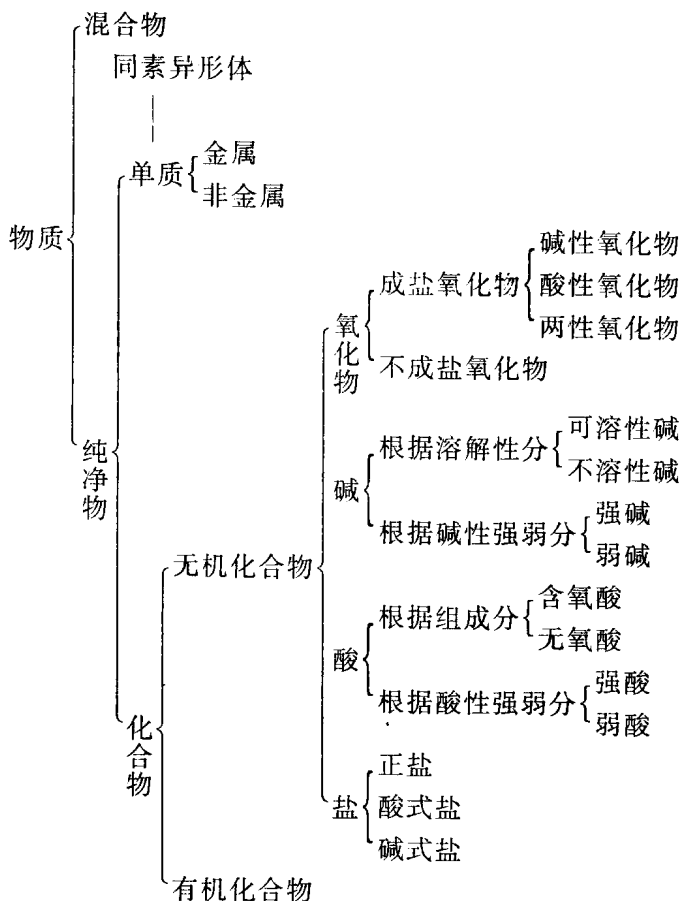 混合物
同素异形体
单质
金属
非金属
物质
纯净物
化合物
无机化合物
氧化物
成盐氧化物
碱性氧化物
酸性氧化物
两性氧化物
不成盐氧化物
碱
根据溶解性分
可溶性碱
不溶性碱
根据碱性强弱分
强碱
弱碱
酸
根据组成分
含氧酸
无氧酸
根据酸性强弱分
强酸
弱酸
盐
正盐
酸式盐
碱式盐
有机化合物